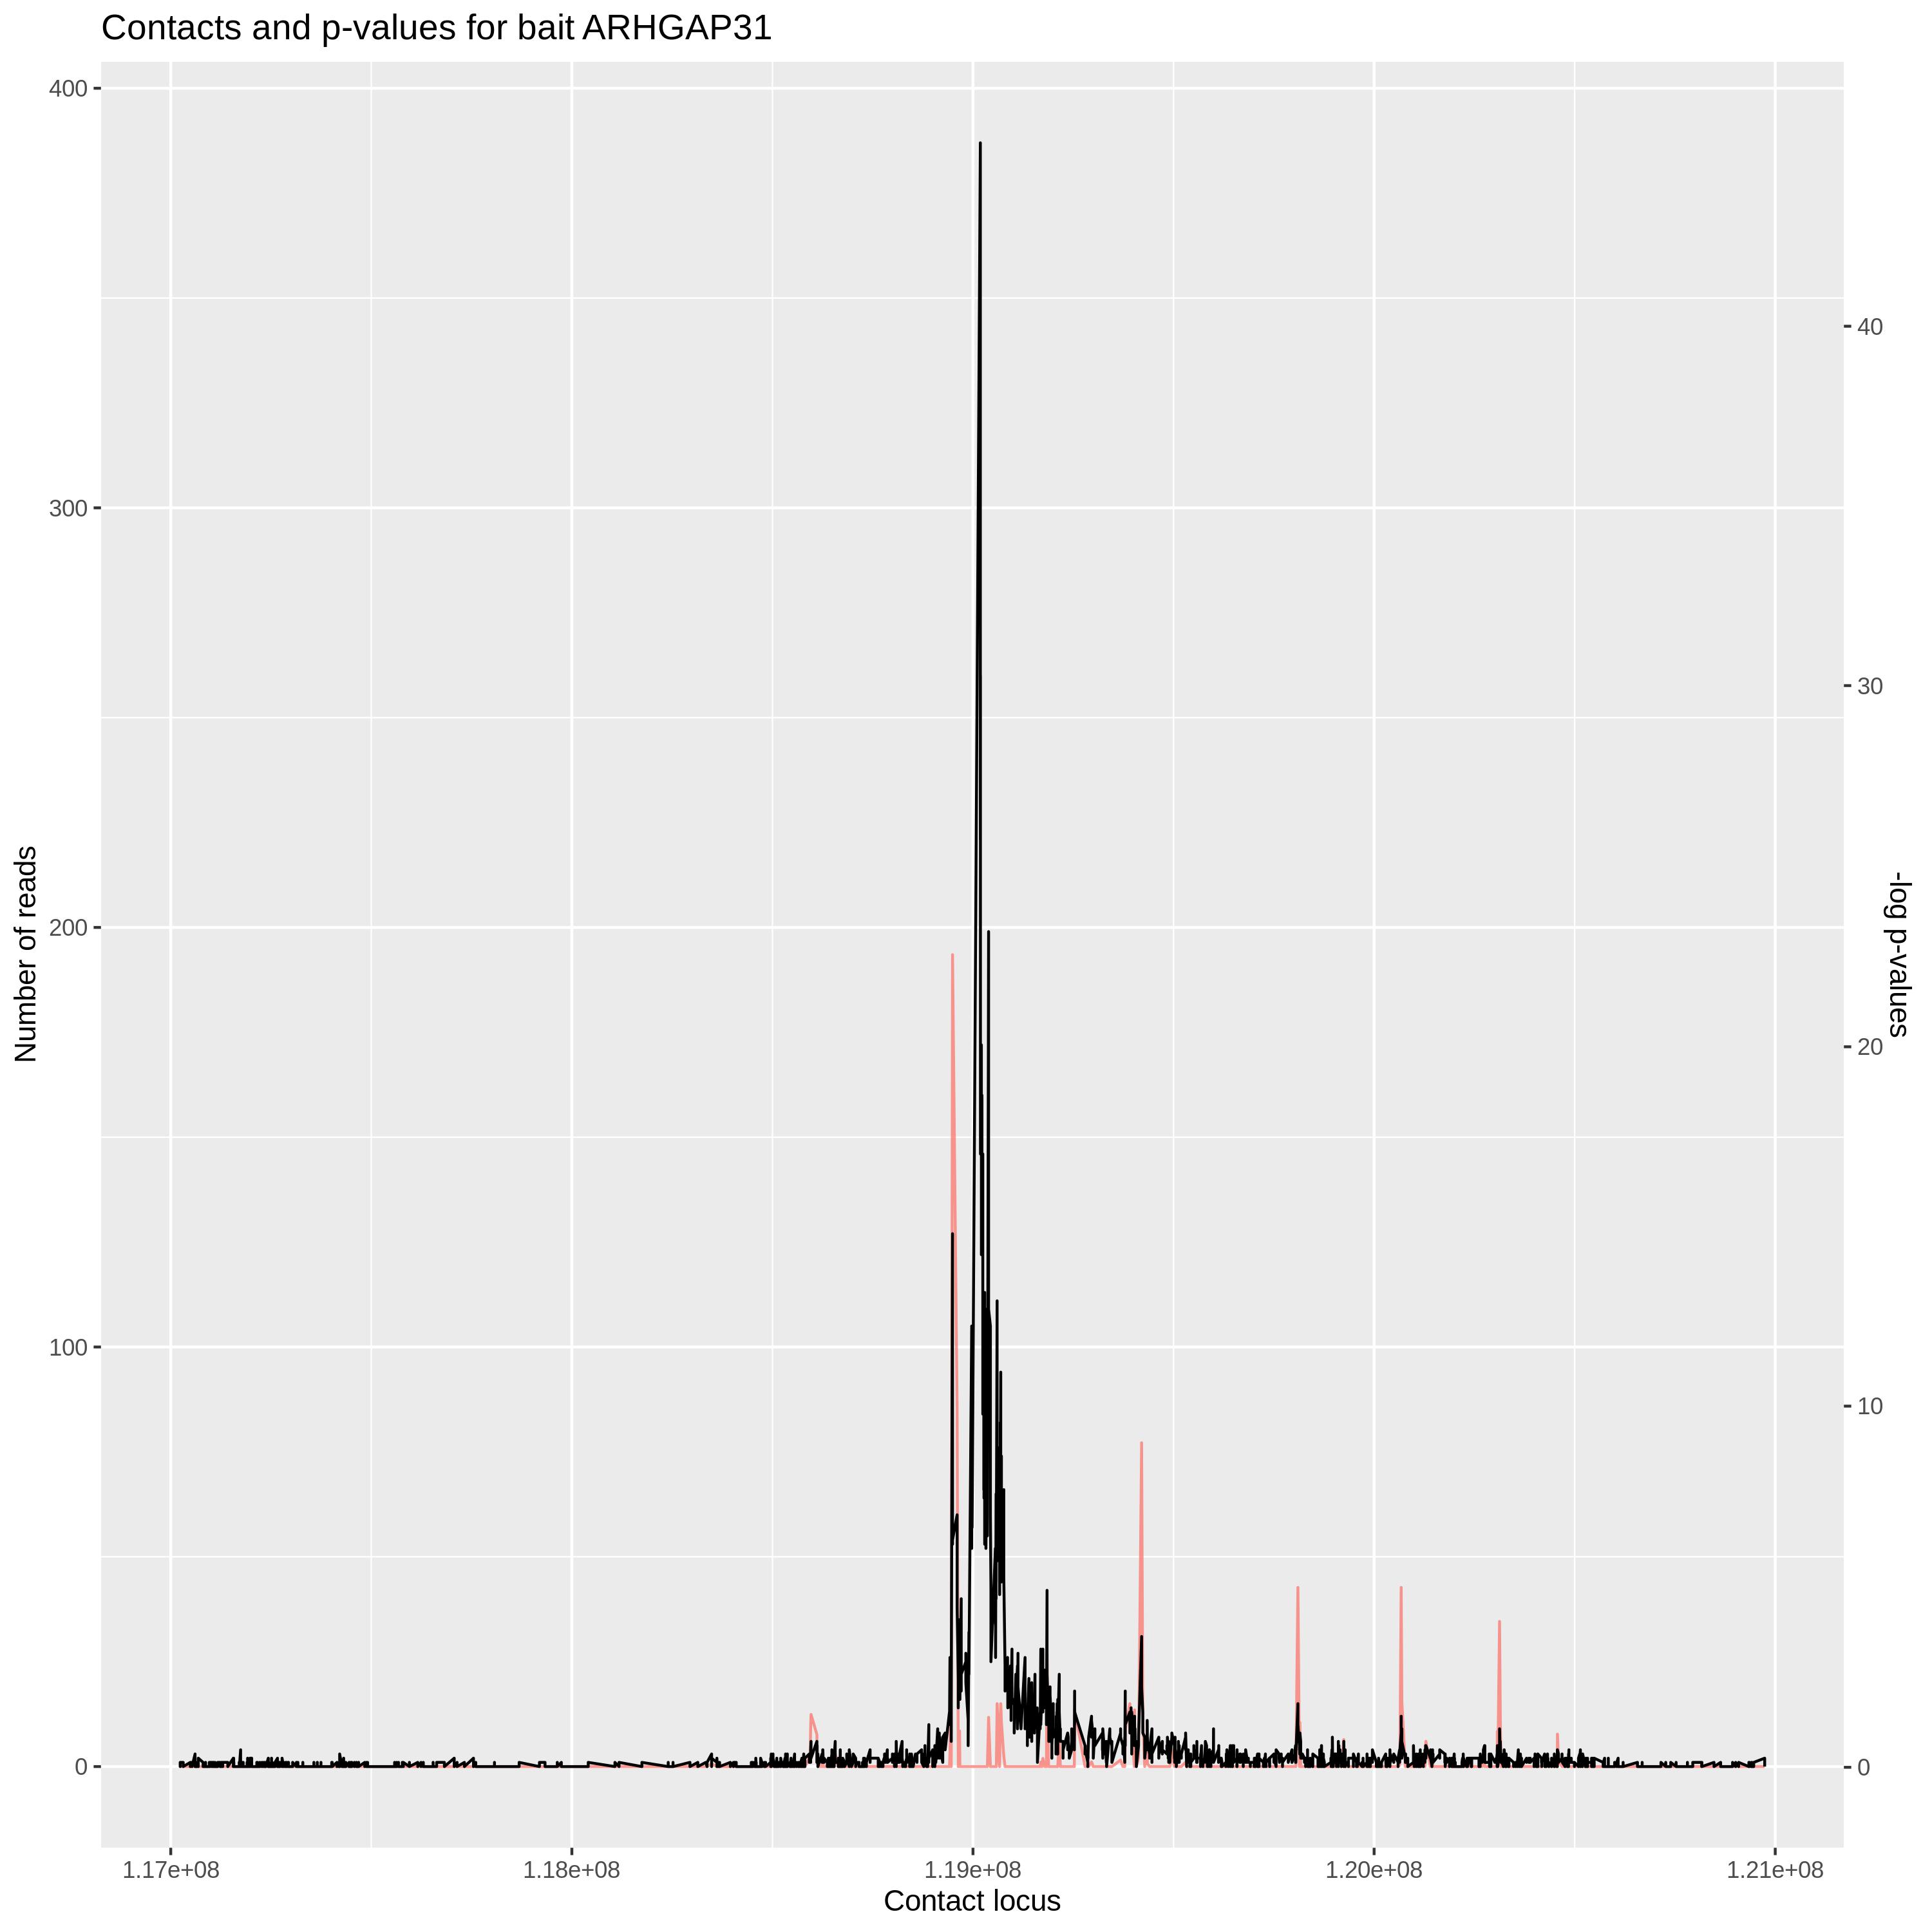 Contacts and p-values for bait ARHGAP31
400
300
200
100
0
Number of reads
40
30
20
10
0
-log p-values
1.17e+08
1.18e+08
1.19e+08
1.20e+08
1.21e+08
Contact locus